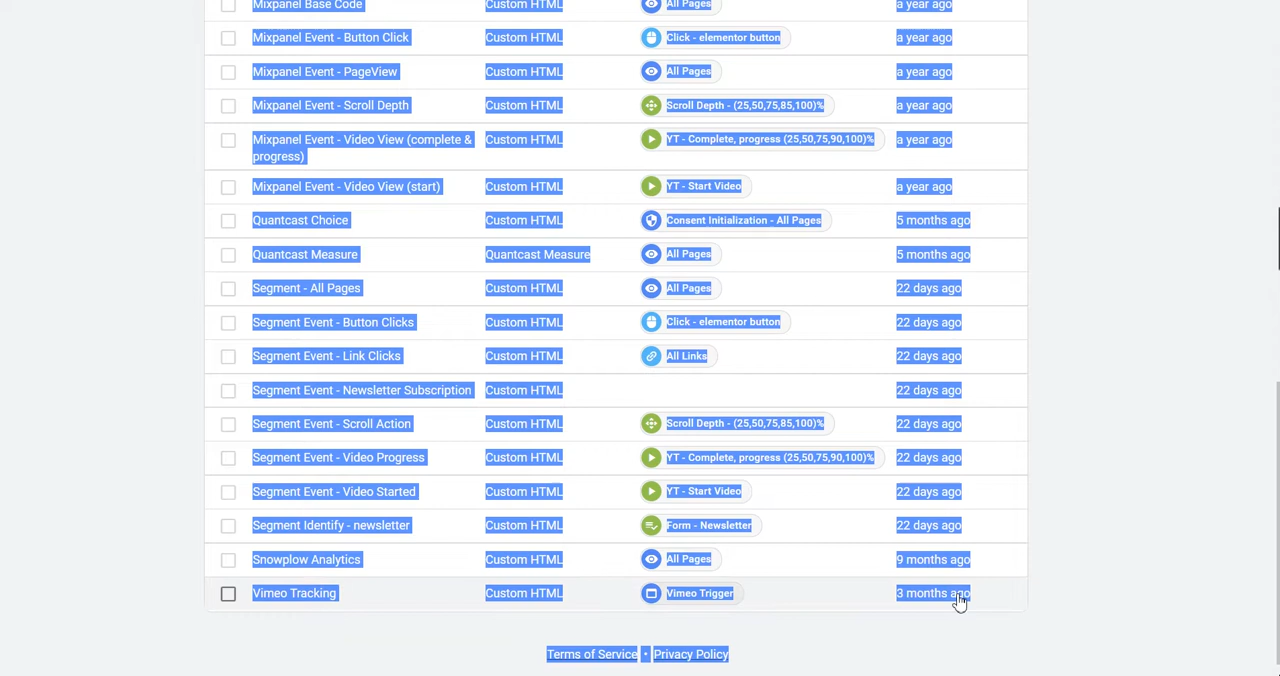 Mixpanel Base Code Custom HTML All Pages a year ago
Mixpanel Event - Button Click Custom HTML Click - elementor button a year ago
Mixpanel Event - PageView Custom HTML All Pages a year ago
Mixpanel Event - Scroll Depth Custom HTML Scroll Depth - (25,50,75,85,100)% a year ago
Mixpanel Event - Video View (complete & Custom HTML YT - Complete, progress (25,50,75,90,100)% a year ago
progress)
Mixpanel Event - Video View (start) Custom HTML YT - Start Video a year ago
Quantcast Choice Custom HTML Consent Initialization - All Pages 5 months ago
Quantcast Measure Quantcast Measure All Pages 5 months ago
Segment - All Pages Custom HTML All Pages 22 days ago
Segment Event - Button Clicks Custom HTML Click - elementor button 22 days ago
Segment Event - Link Clicks Custom HTML All Links 22 days ago
Segment Event - Newsletter Subscription Custom HTML 22 days ago
Segment Event - Scroll Action Custom HTML Scroll Depth - (25,50,75,85,100)% 22 days ago
Segment Event - Video Progress Custom HTML YT - Complete, progress (25,50,75,90,100)% 22 days ago
Segment Event - Video Started Custom HTML YT - Start Video 22 days ago
Segment Identify - newsletter Custom HTML Form - Newsletter 22 days ago
Snowplow Analytics Custom HTML All Pages 9 months ago
Vimeo Tracking Custom HTML Vimeo Trigger 3 months ago
Terms of Service • Privacy Policy